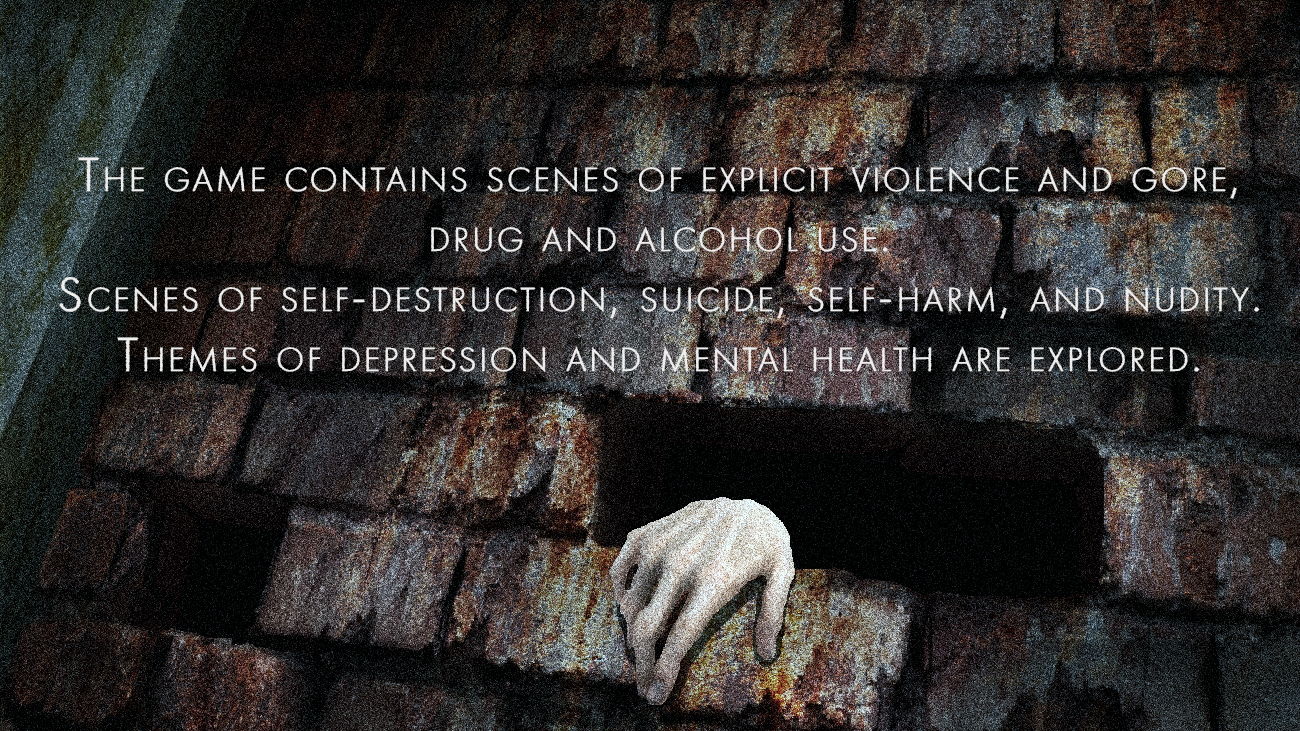 The game contains scenes of explicit violence and gore,
drug and alcohol use.
Scenes of self-destruction, suicide, self-harm, and nudity.
Themes of depression and mental health are explored.